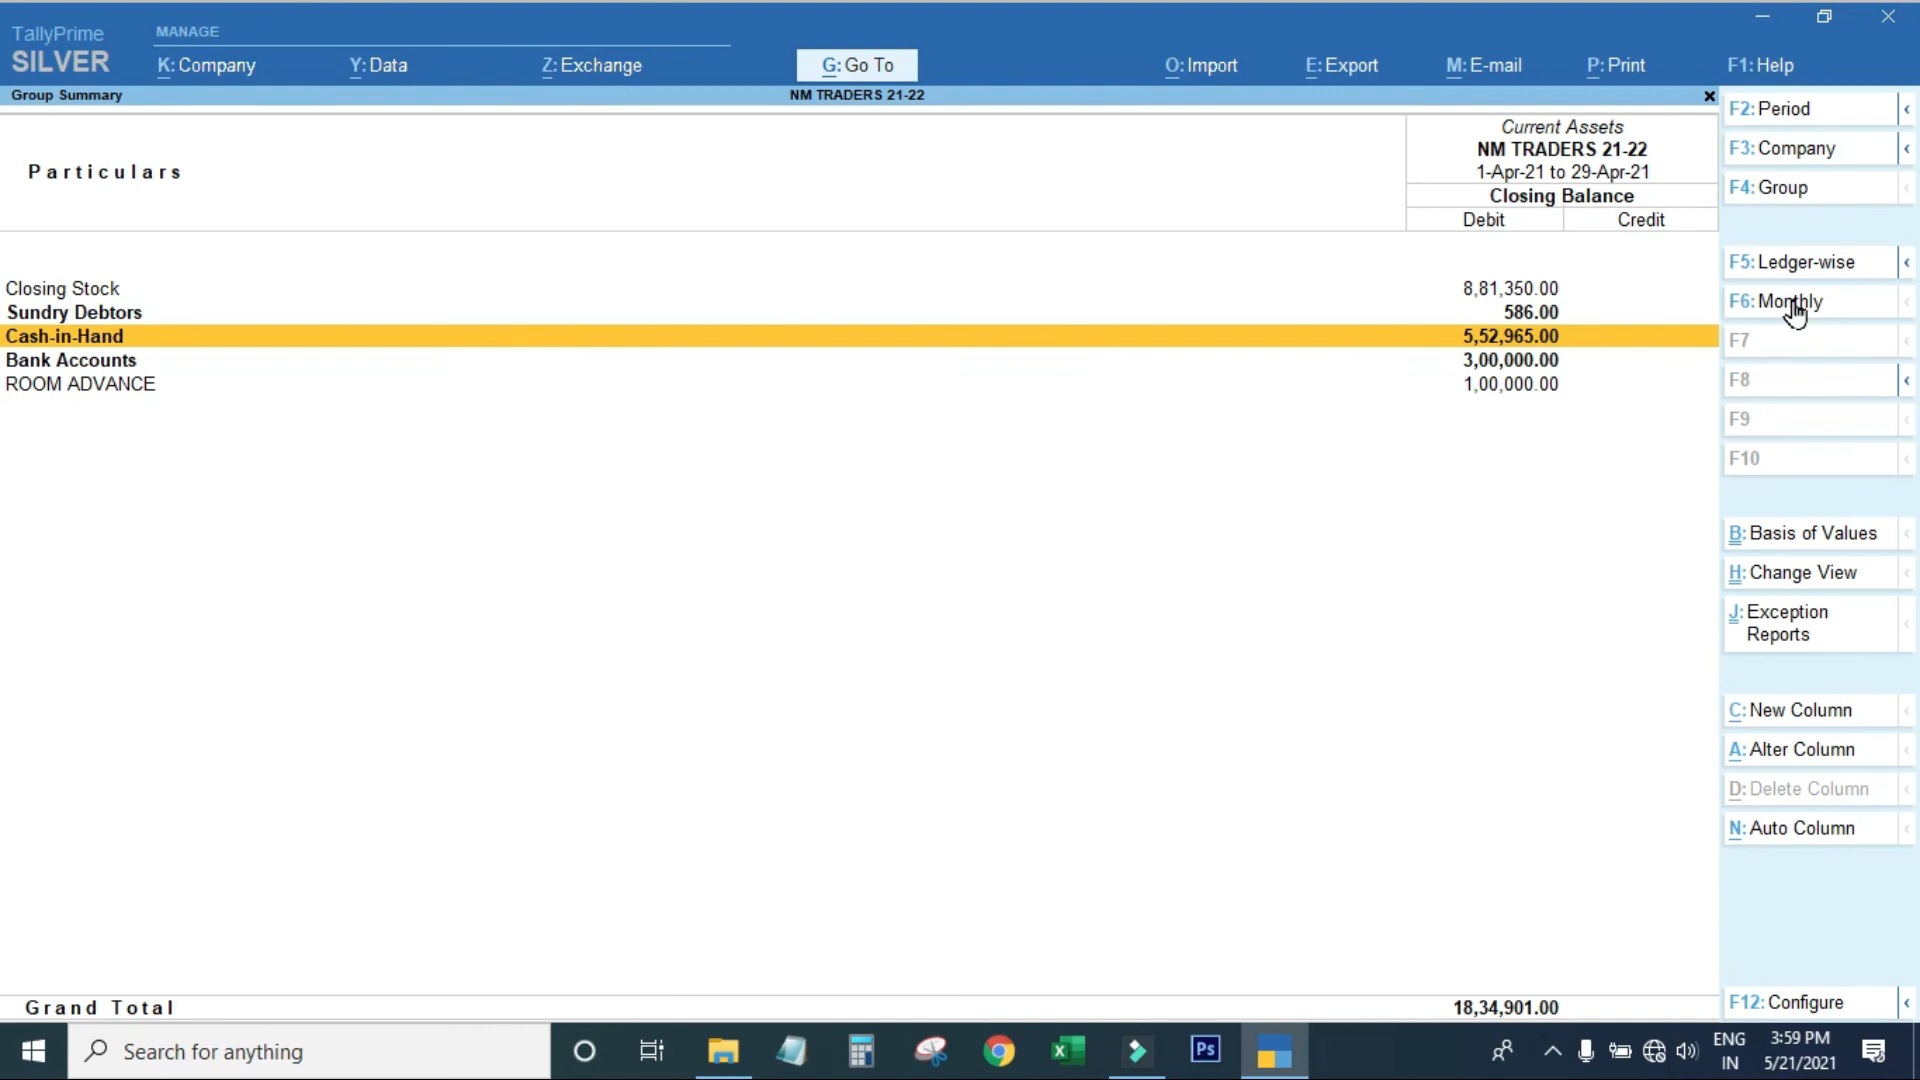 TallyPrime
SILVER
MANAGE
K: Company
Y: Data
Z: Exchange
G: Go To
O: Import
E: Export
M: E-mail
P: Print
F1: Help
Group Summary
NM TRADERS 21-22
Particulars
Current Assets
NM TRADERS 21-22
1-Apr-21 to 29-Apr-21
Closing Balance
Debit Credit
Closing Stock 8,81,350.00
Sundry Debtors 586.00
Cash-in-Hand 5,52,965.00
Bank Accounts 3,00,000.00
ROOM ADVANCE 1,00,000.00
Grand Total 18,34,901.00
F2: Period
F3: Company
F4: Group
F5: Ledger-wise
F6: Monthly
F7
F8
F9
F10
B: Basis of Values
H: Change View
J: Exception
Reports
C: New Column
A: Alter Column
D: Delete Column
N: Auto Column
F12: Configure
Search for anything
Ps
ENG
IN
3:59 PM
5/21/2021